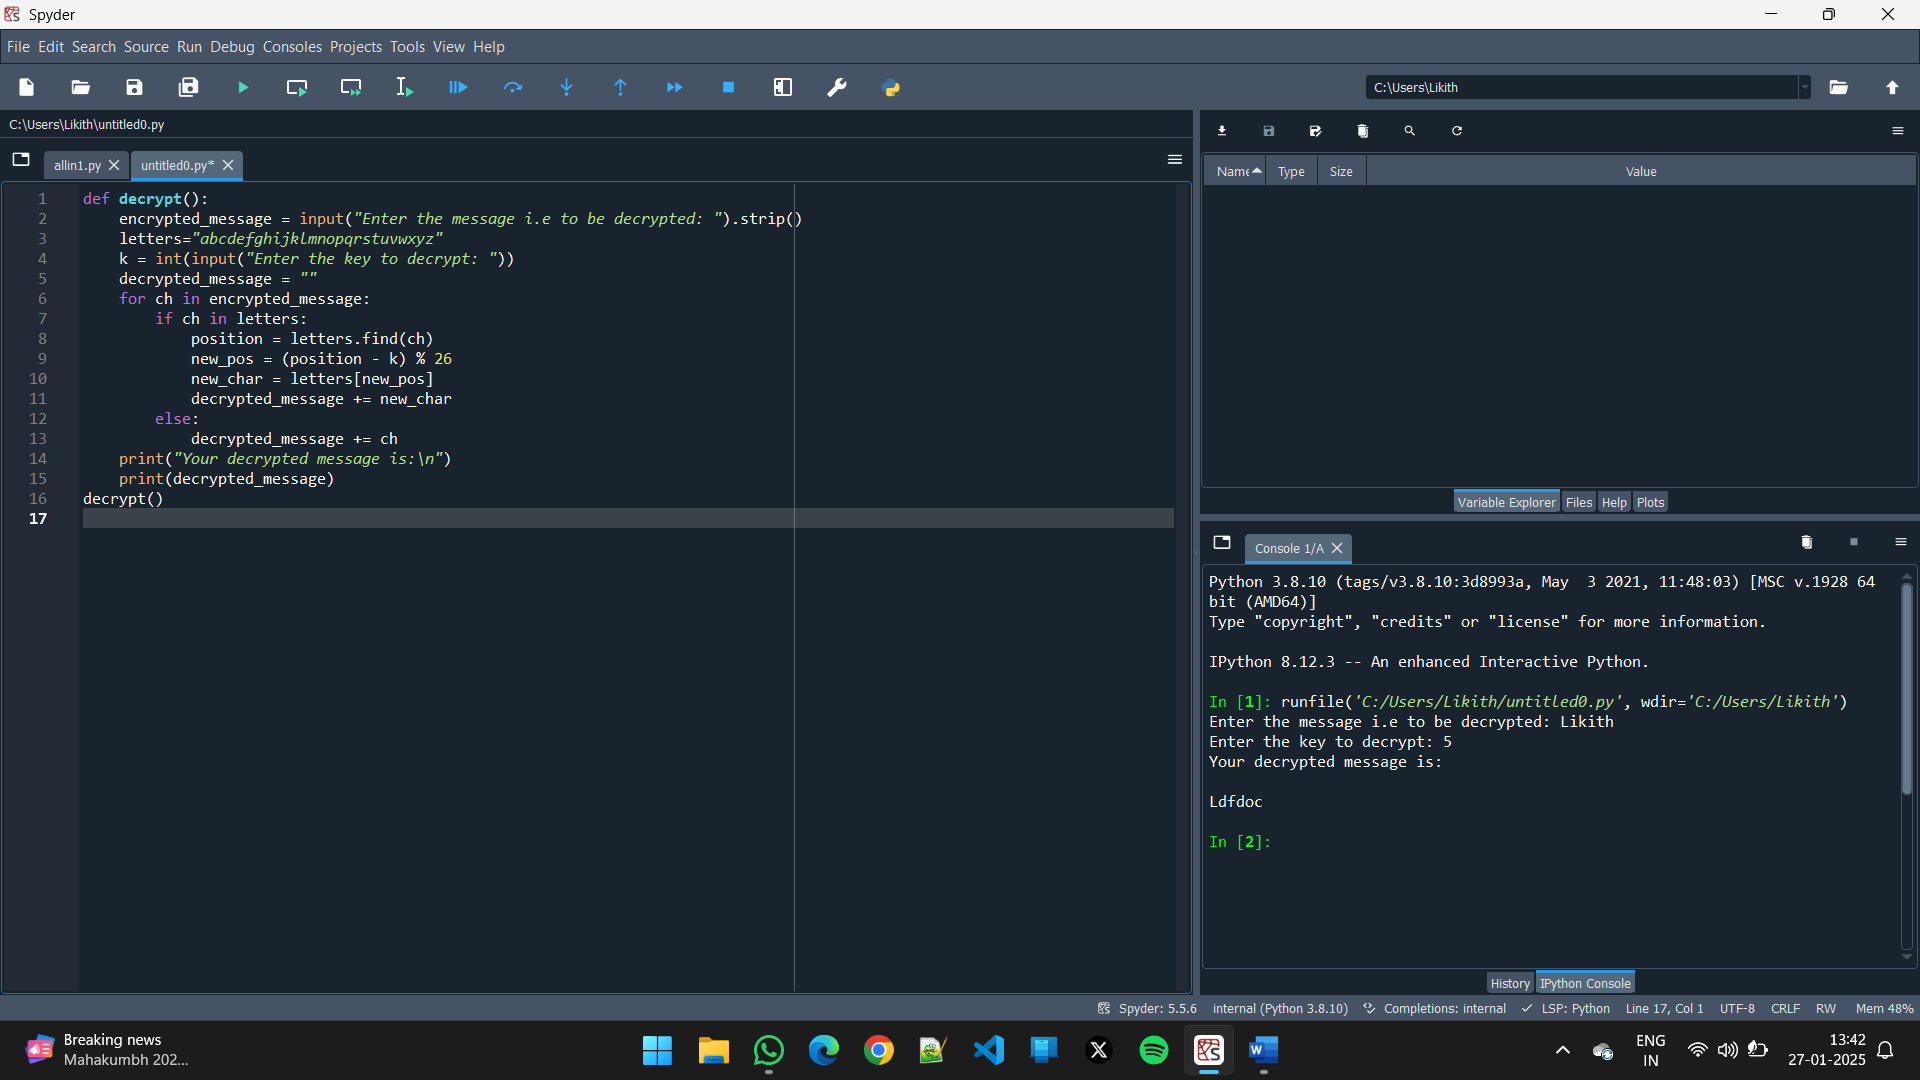 Spyder
File Edit Search Source Run Debug Consoles Projects Tools View Help
C:\Users\Likith
C:\Users\Likith\untitled0.py
allin1.py
untitled0.py*
1 def decrypt():
2     encrypted_message = input("Enter the message i.e to be decrypted: ").strip()
3     letters="abcdefghijklmnopqrstuvwxyz"
4     k = int(input("Enter the key to decrypt: "))
5     decrypted_message = ""
6     for ch in encrypted_message:
7         if ch in letters:
8             position = letters.find(ch)
9             new_pos = (position - k) % 26
10             new_char = letters[new_pos]
11             decrypted_message += new_char
12         else:
13             decrypted_message += ch
14     print("Your decrypted message is:\n")
15     print(decrypted_message)
16 decrypt()
17
Name Type Size Value
Variable Explorer Files Help Plots
Console 1/A
Python 3.8.10 (tags/v3.8.10:3d8993a, May  3 2021, 11:48:03) [MSC v.1928 64
bit (AMD64)]
Type "copyright", "credits" or "license" for more information.
IPython 8.12.3 -- An enhanced Interactive Python.
In [1]: runfile('C:/Users/Likith/untitled0.py', wdir='C:/Users/Likith')
Enter the message i.e to be decrypted: Likith
Enter the key to decrypt: 5
Your decrypted message is:
Ldfdoc
In [2]:
History IPython Console
Spyder: 5.5.6 internal (Python 3.8.10) Completions: internal LSP: Python Line 17, Col 1 UTF-8 CRLF RW Mem 48%
Breaking news
Mahakumbh 202...
ENG
IN
13:42
27-01-2025